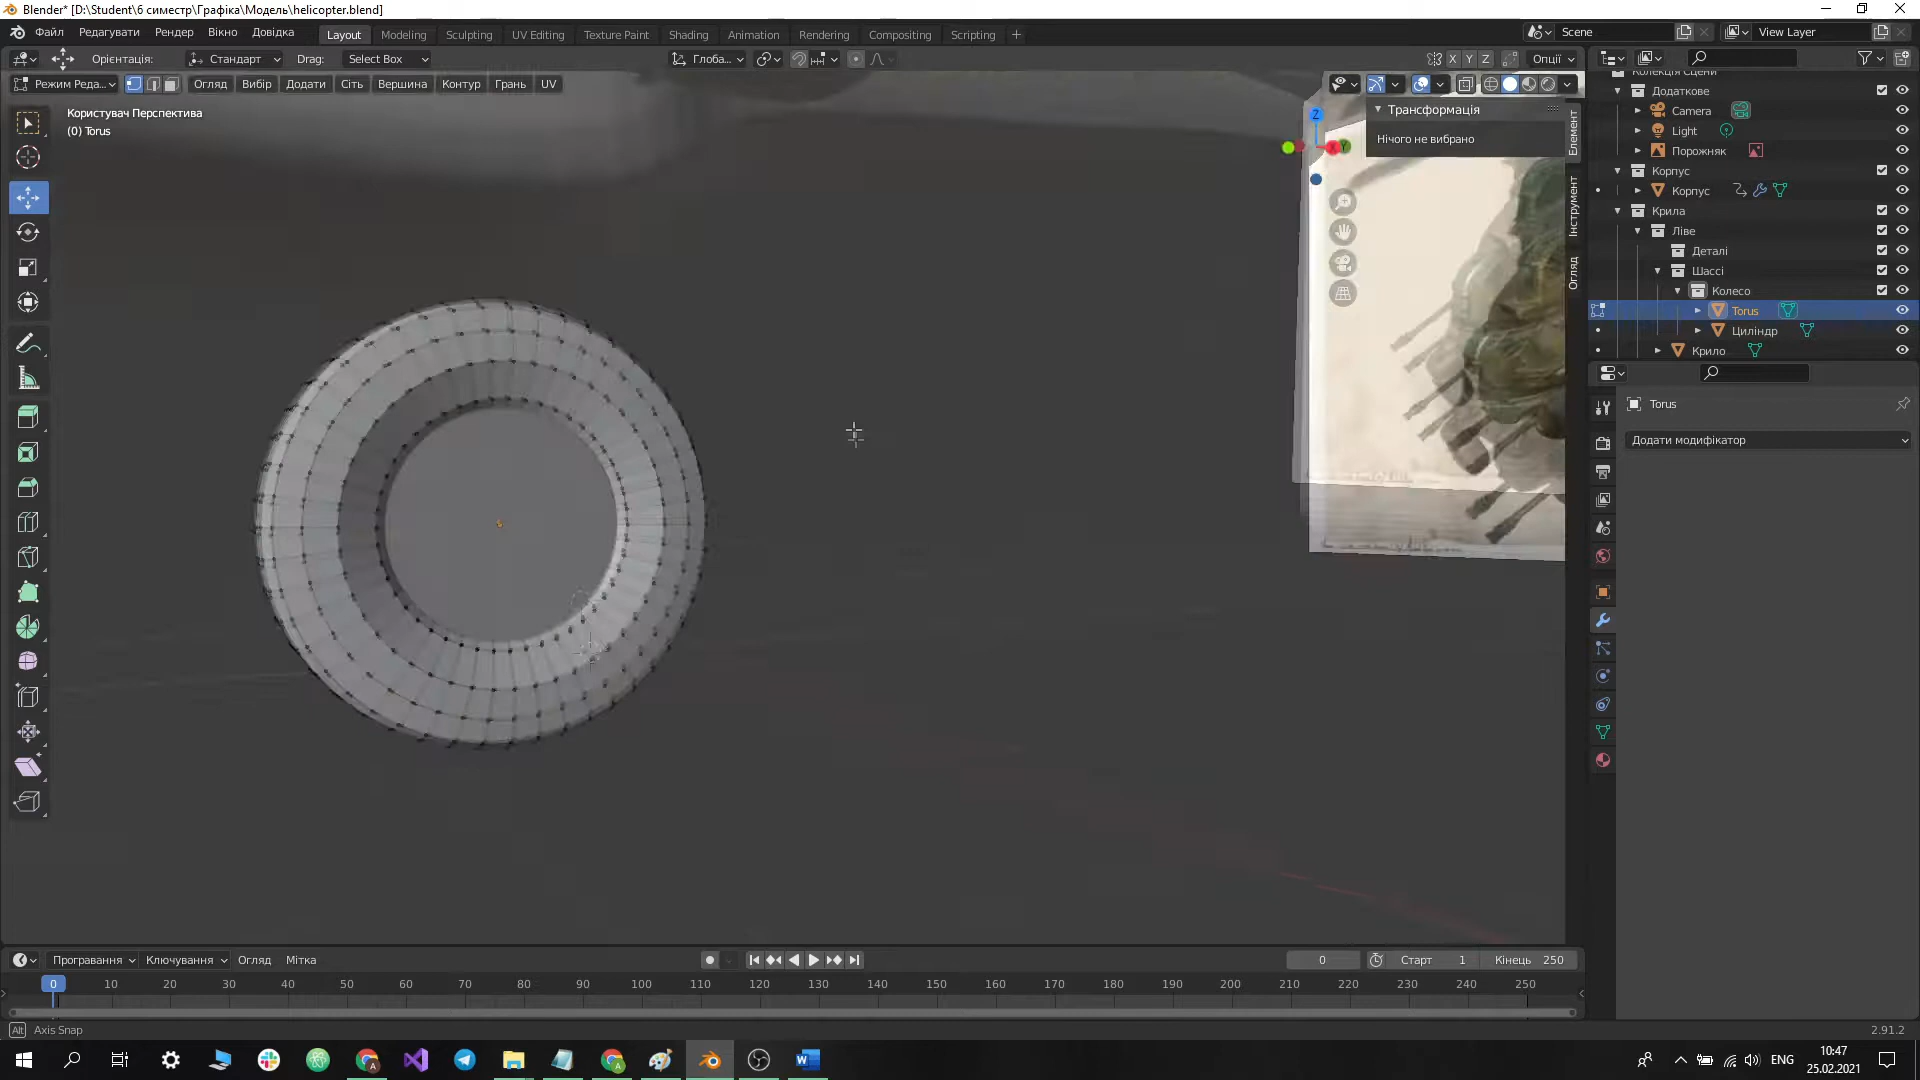 Blender* [D:\Student\6 симестр\Графіка\Модель\helicopter.blend]
Файл Редагувати Рендер Вікно Довідка Layout Modeling Sculpting UV Editing Texture Paint Shading Animation Rendering Compositing Scripting + Scene View Layer
Орієнтація: Стандарт Drag: Select Box Глоба... X Y Z Опції
Режим Реда... Огляд Вибір Додати Сіть Вершина Контур Грань UV
Користувач Перспектива
(0) Torus
Z
Y
Трансформація
Нічого не вибрано
Елемент
Інструмент
Огляд
Колекція Сцени
Додаткове
Camera
Light
Порожняк
Корпус
Корпус
Крила
Ліве
Деталі
Шассі
Колесо
Torus
Циліндр
Крило
Torus
Додати модифікатор
Програвання Ключування Огляд Мітка 0 Старт 1 Кінець 250
0 10 20 30 40 50 60 70 80 90 100 110 120 130 140 150 160 170 180 190 200 210 220 230 240 250
Alt Axis Snap 2.91.2
ENG 10:47
25.02.2021